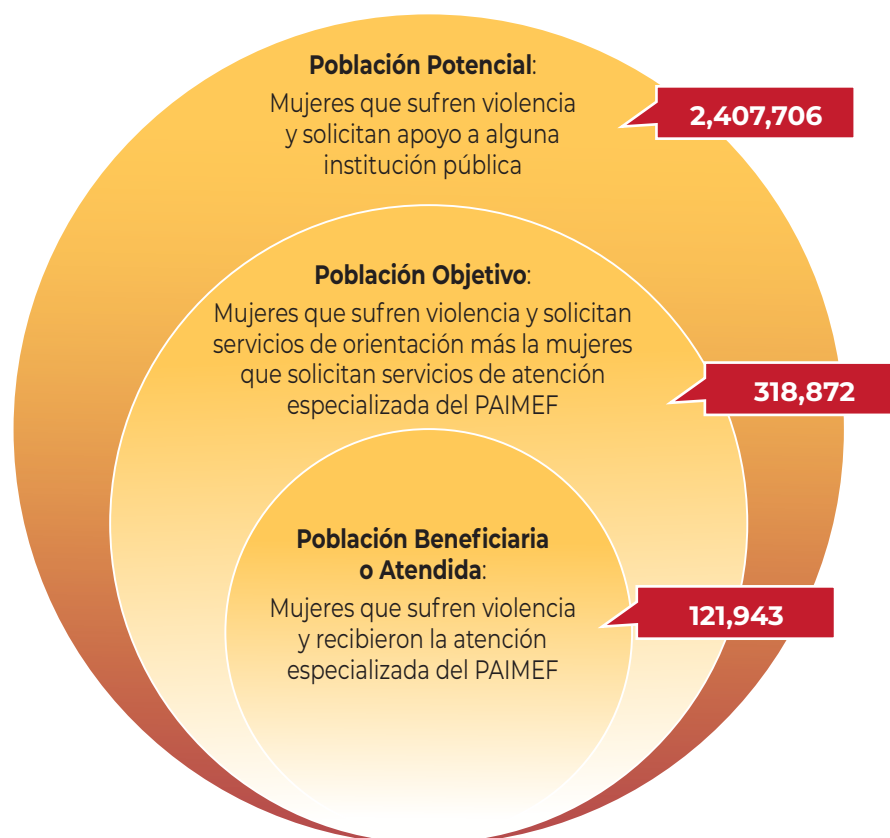 Población Potencial:
Mujeres que sufren violencia
y solicitan apoyo a alguna
institución pública
2,407,706
Población Objetivo:
Mujeres que sufren violencia y solicitan
servicios de orientación más la mujeres
que solicitan servicios de atención
especializada del PAIMEF
318,872
Población Beneficiaria
o Atendida:
Mujeres que sufren violencia
y recibieron la atención
especializada del PAIMEF
121,943